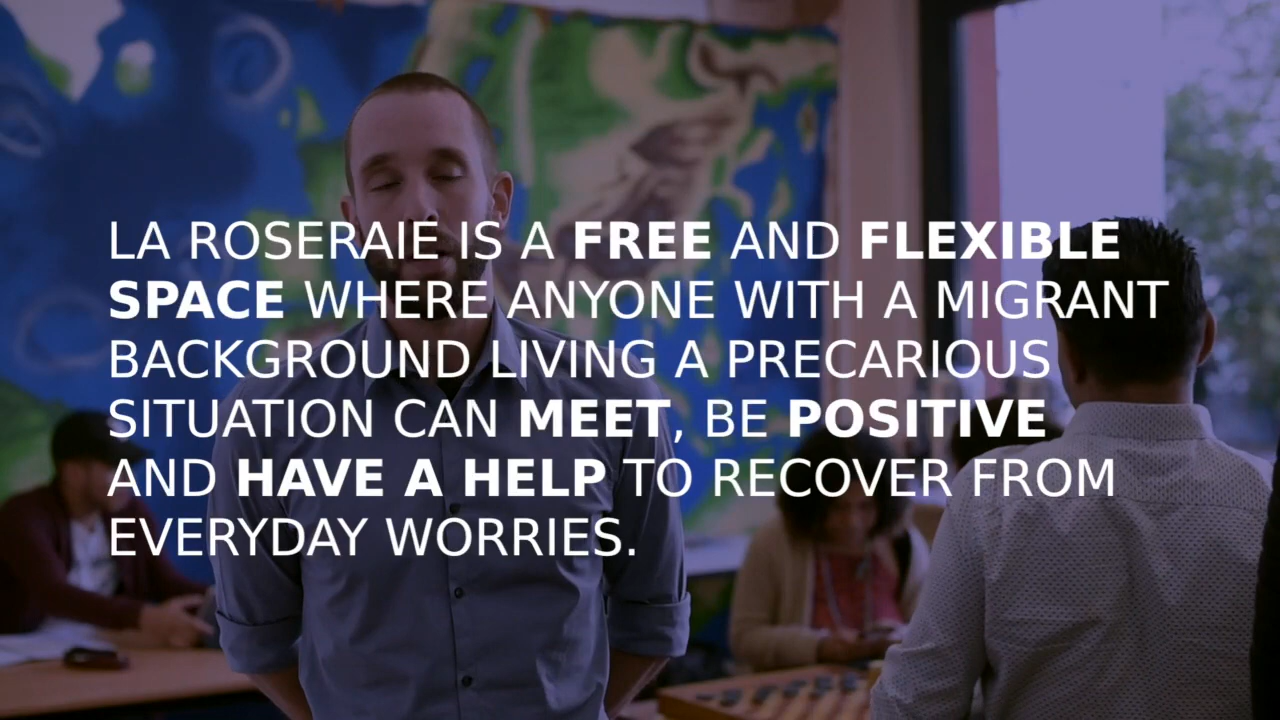 LA ROSERAIE IS A FREE AND FLEXIBLE
SPACE WHERE ANYONE WITH A MIGRANT
BACKGROUND LIVING A PRECARIOUS
SITUATION CAN MEET, BE POSITIVE
AND HAVE A HELP TO RECOVER FROM
EVERYDAY WORRIES.